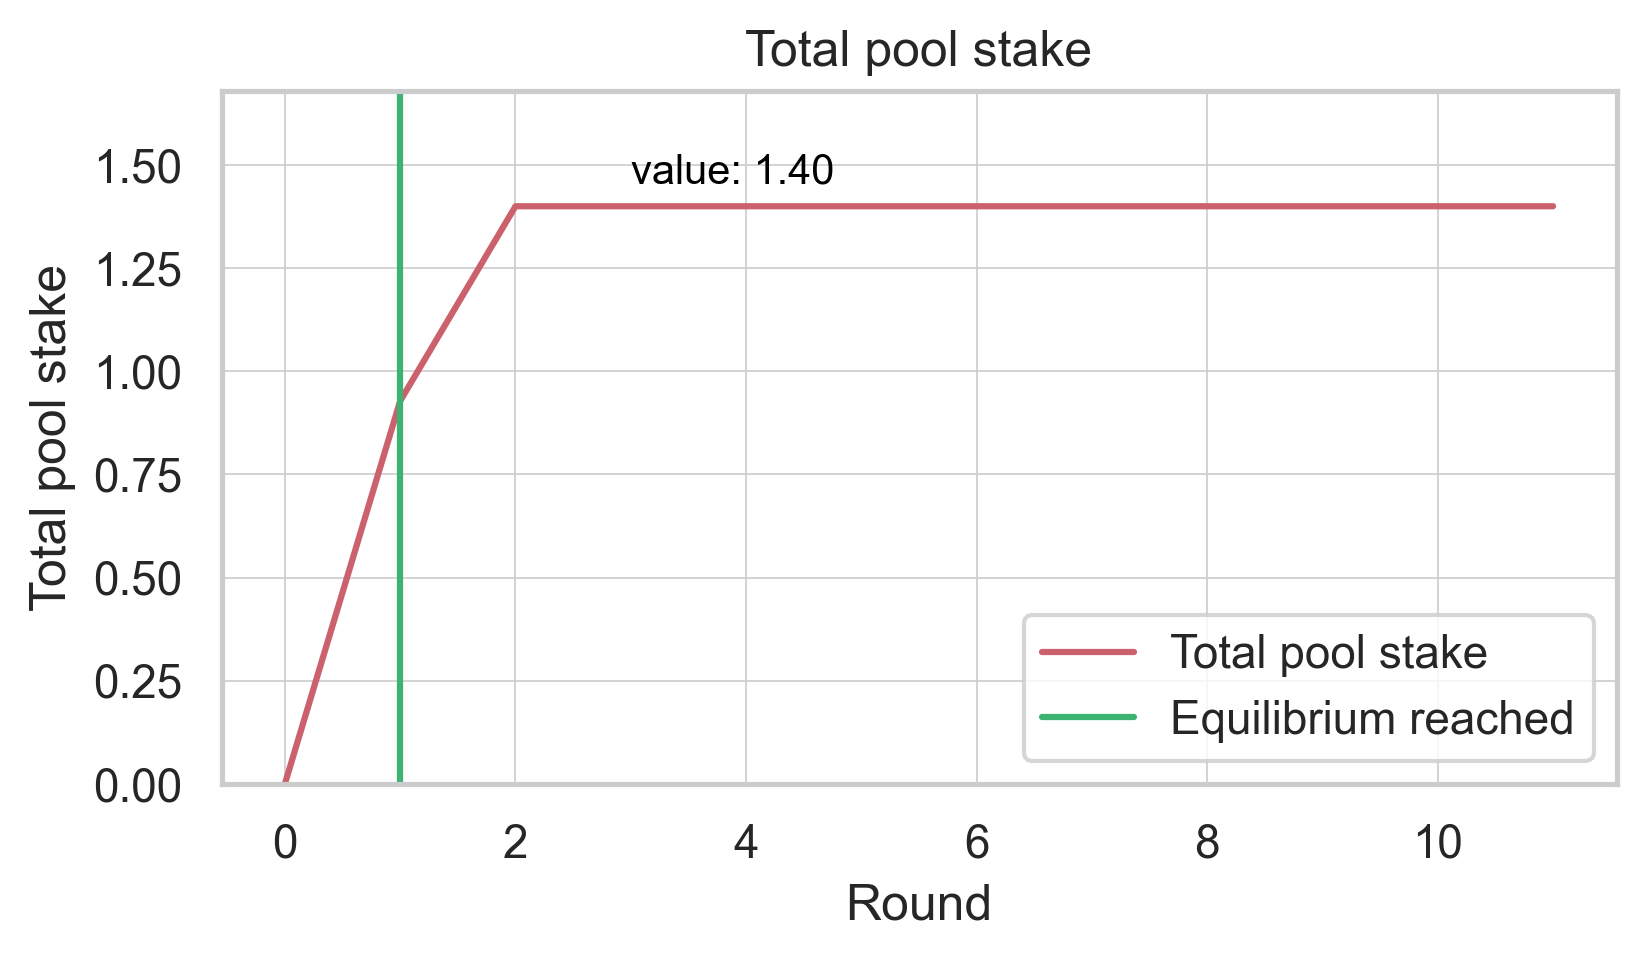 Total pool stake
1.50
1.25
1.00
0.75
0.50
0.25
0.00
Total pool stake
value: 1.40
Total pool stake
Equilibrium reached
0 2 4 6 8 10
Round